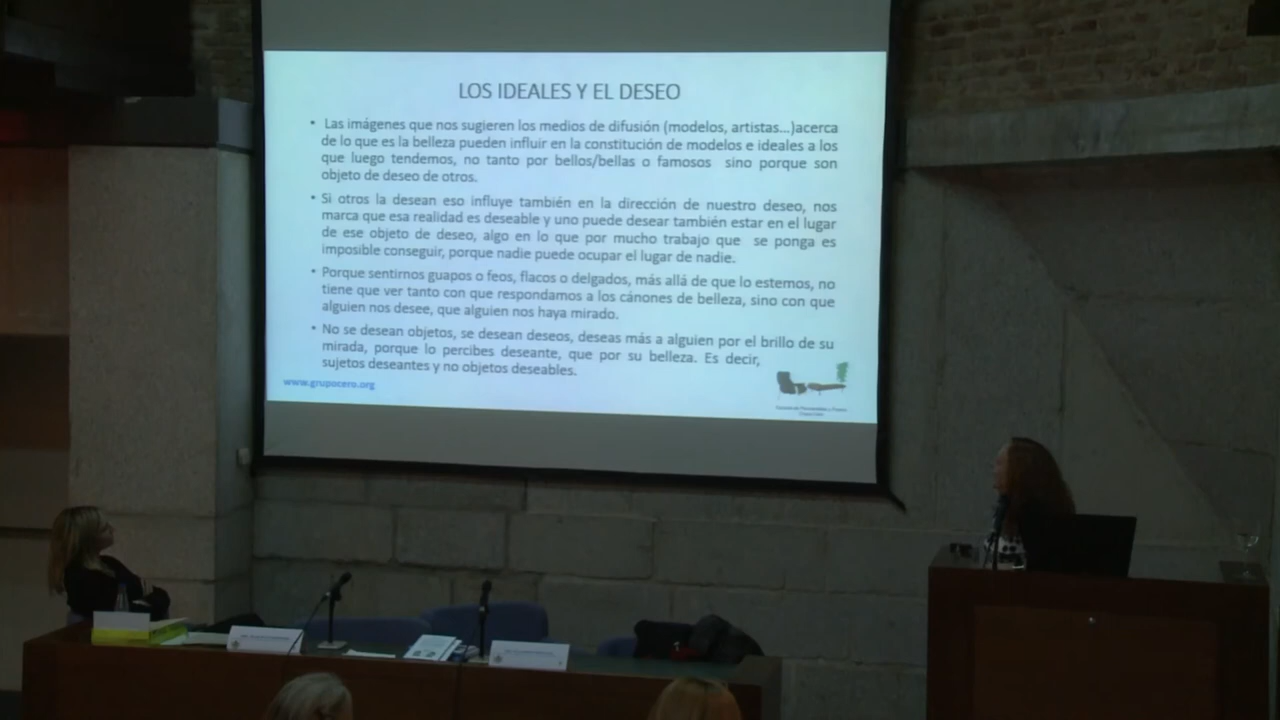 LOS IDEALES Y EL DESEO
• Las imágenes que nos sugieren los medios de difusión (modelos, artistas...)acerca
de lo que es la belleza pueden influir en la constitución de modelos e ideales a los
que luego tendemos, no tanto por bellos/bellas o famosos sino porque son
objeto de deseo de otros.
• Si otros la desean eso influye también en la dirección de nuestro deseo, nos
marca que esa realidad es deseable y uno puede desear también estar en el lugar
de ese objeto de deseo, algo en lo que por mucho trabajo que se ponga es
imposible conseguir, porque nadie puede ocupar el lugar de nadie.
• Porque sentirnos guapos o feos, flacos o delgados, más allá de que lo estemos, no
tiene que ver tanto con que respondamos a los cánones de belleza, sino con que
alguien nos desee, que alguien nos haya mirado.
• No se desean objetos, se desean deseos, deseas más a alguien por el brillo de su
mirada, porque lo percibes deseante, que por su belleza. Es decir,
sujetos deseantes y no objetos deseables.
www.grupocero.org